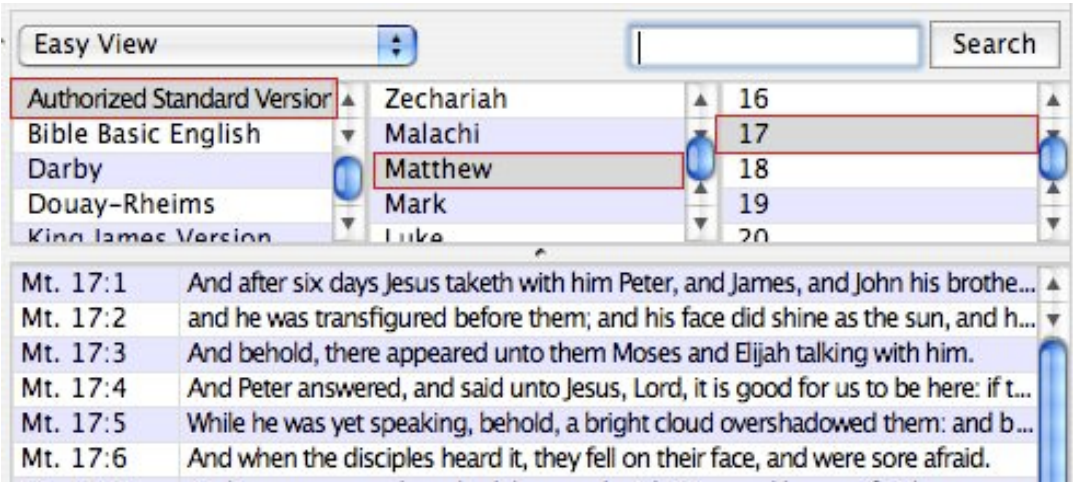 Easy View
Search
Authorized Standard Version Zechariah 16
Bible Basic English Malachi 17
Darby Matthew 18
Douay-Rheims Mark 19
King James Version Luke 20
Mt. 17:1 And after six days Jesus taketh with him Peter, and James, and John his brothe...
Mt. 17:2 and he was transfigured before them; and his face did shine as the sun, and h...
Mt. 17:3 And behold, there appeared unto them Moses and Elijah talking with him.
Mt. 17:4 And Peter answered, and said unto Jesus, Lord, it is good for us to be here: if t...
Mt. 17:5 While he was yet speaking, behold, a bright cloud overshadowed them: and b...
Mt. 17:6 And when the disciples heard it, they fell on their face, and were sore afraid.